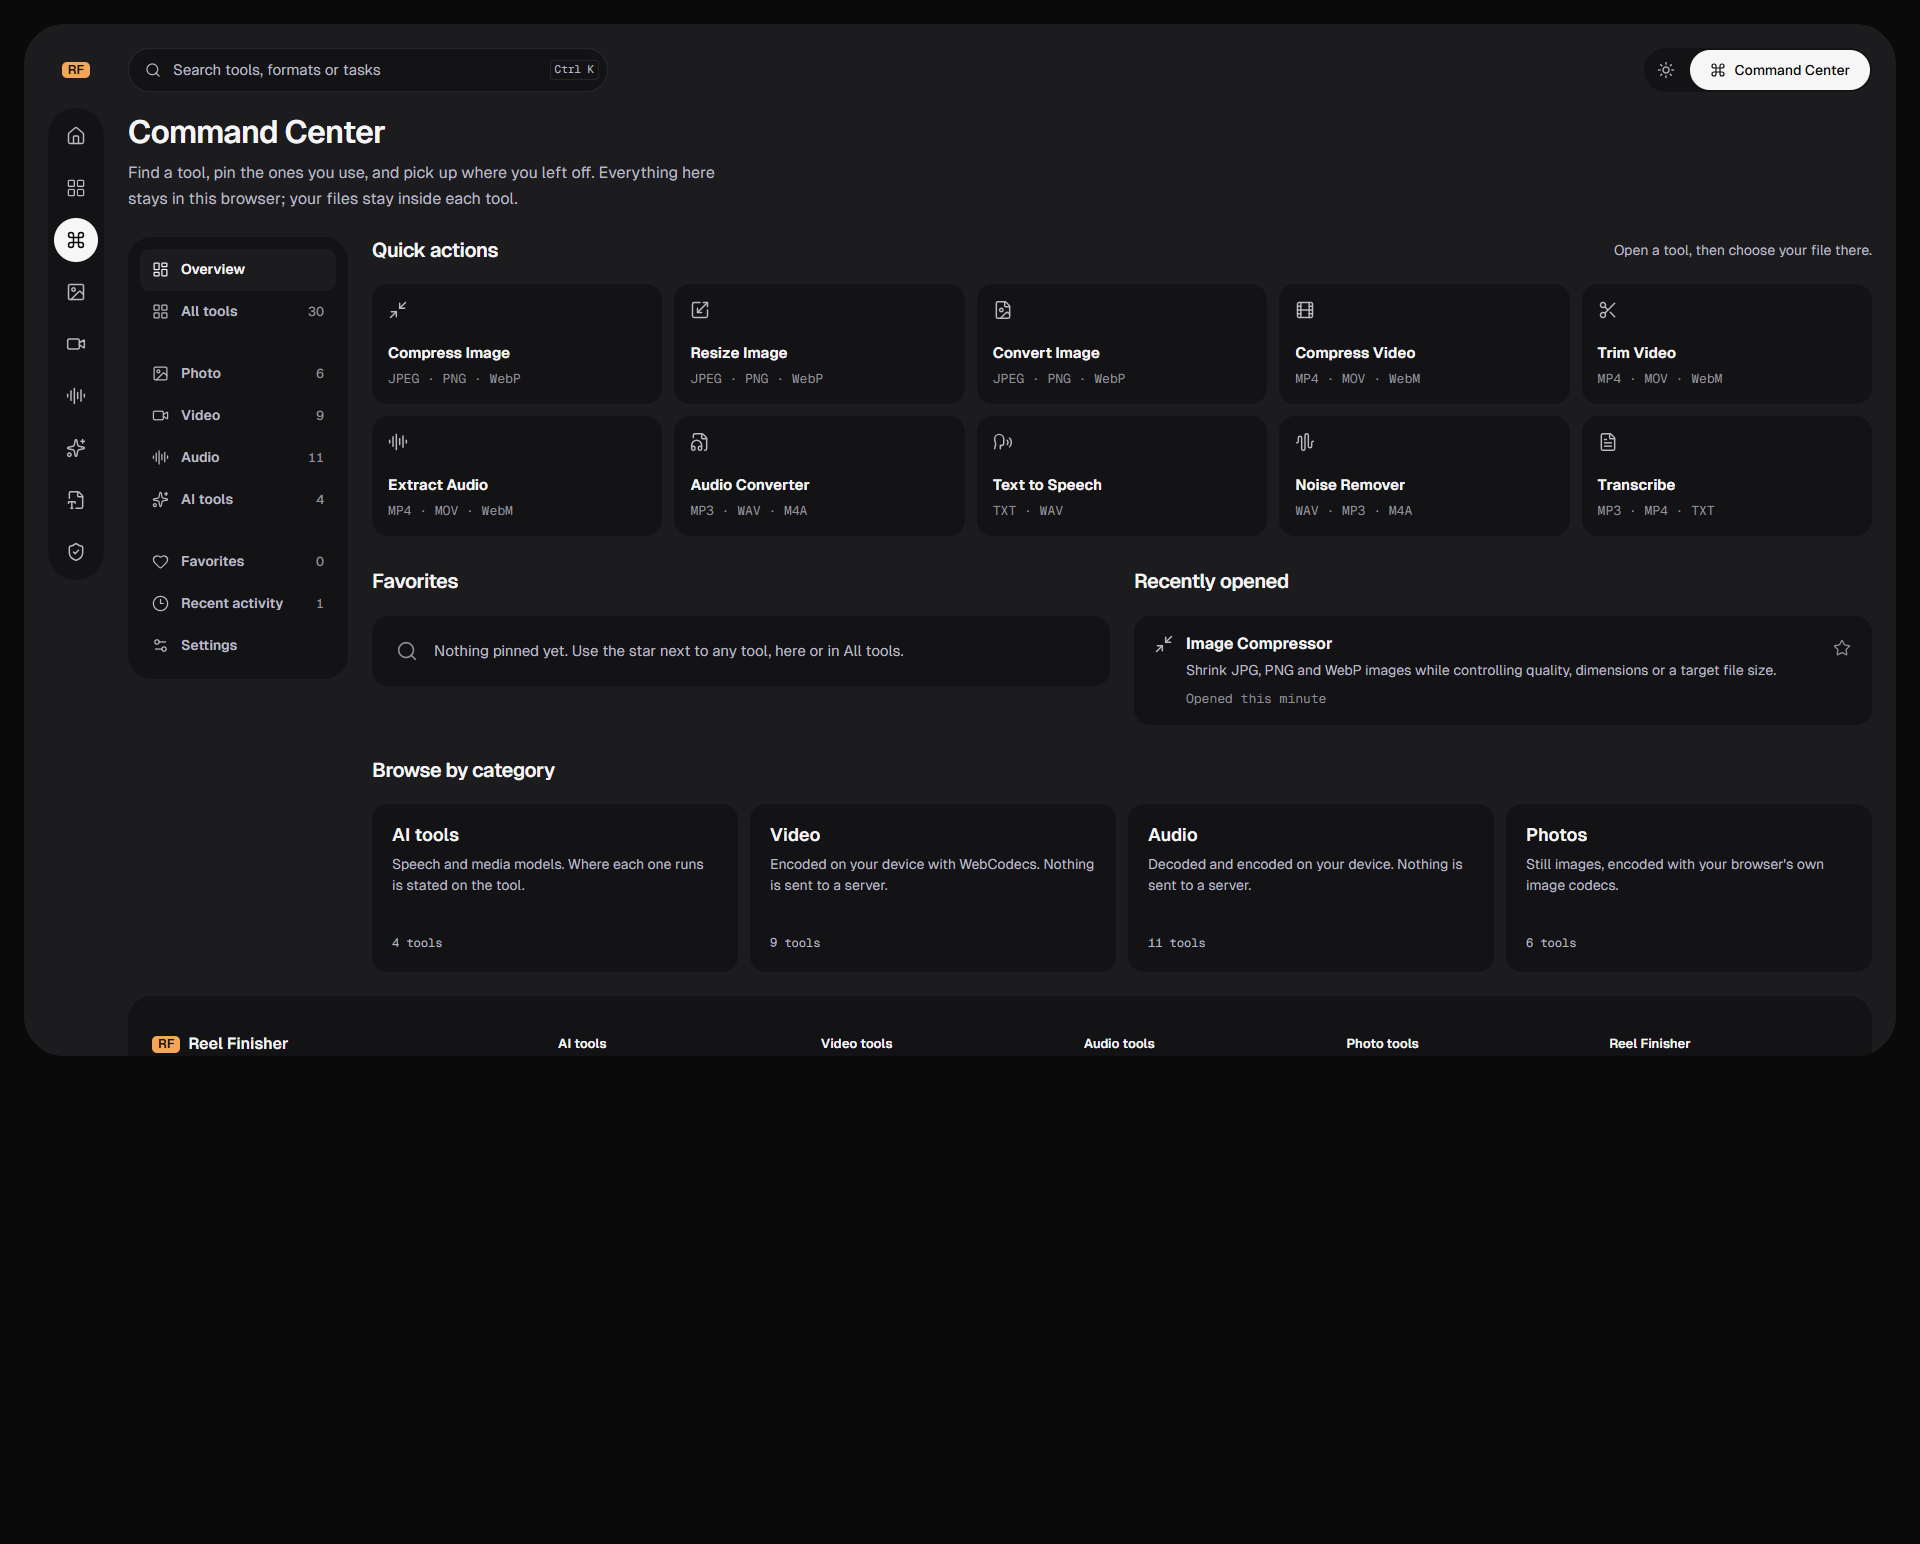 RF
Search tools, formats or tasks
Ctrl K
Command Center
Command Center
Find a tool, pin the ones you use, and pick up where you left off. Everything here
stays in this browser; your files stay inside each tool.
Overview
All tools 30
Photo 6
Video 9
Audio 11
AI tools 4
Favorites 0
Recent activity 1
Settings
Quick actions
Open a tool, then choose your file there.
Compress Image
JPEG · PNG · WebP
Resize Image
JPEG · PNG · WebP
Convert Image
JPEG · PNG · WebP
Compress Video
MP4 · MOV · WebM
Trim Video
MP4 · MOV · WebM
Extract Audio
MP4 · MOV · WebM
Audio Converter
MP3 · WAV · M4A
Text to Speech
TXT · WAV
Noise Remover
WAV · MP3 · M4A
Transcribe
MP3 · MP4 · TXT
Favorites
Nothing pinned yet. Use the star next to any tool, here or in All tools.
Recently opened
Image Compressor
Shrink JPG, PNG and WebP images while controlling quality, dimensions or a target file size.
Opened this minute
Browse by category
AI tools
Speech and media models. Where each one runs
is stated on the tool.
4 tools
Video
Encoded on your device with WebCodecs. Nothing
is sent to a server.
9 tools
Audio
Decoded and encoded on your device. Nothing is
sent to a server.
11 tools
Photos
Still images, encoded with your browser's own
image codecs.
6 tools
RF Reel Finisher
AI tools
Video tools
Audio tools
Photo tools
Reel Finisher